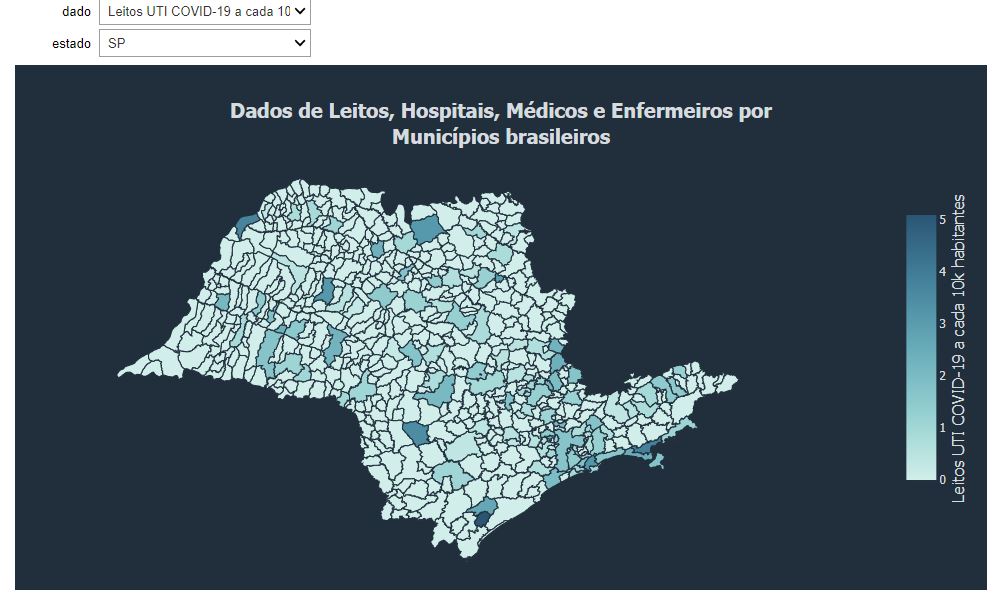 dado
Leitos UTI COVID-19 a cada 10
estado
SP
Dados de Leitos, Hospitais, Médicos e Enfermeiros por
Municípios brasileiros
5
4
3
2
1
0
Leitos UTI COVID-19 a cada 10k habitantes